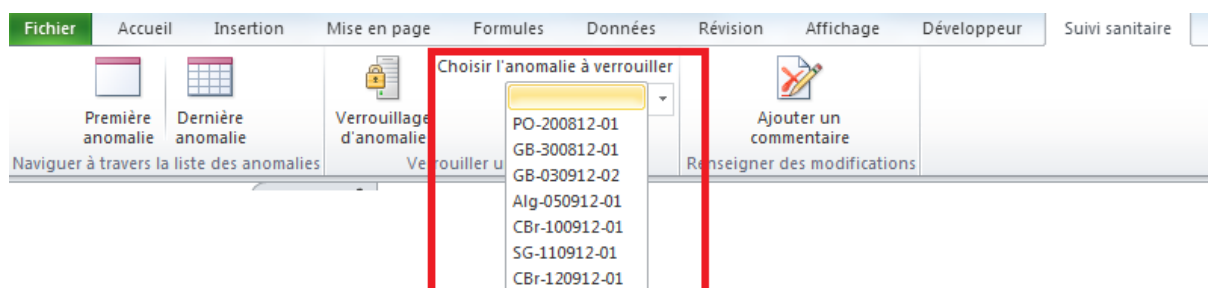 Fichier Accueil Insertion Mise en page Formules Données Révision Affichage Développeur Suivi sanitaire
Première anomalie
Dernière anomalie
Naviguer à travers la liste des anomalies
Verrouillage d'anomalie
Choisir l'anomalie à verrouiller
PO-200812-01
GB-300812-01
GB-030912-02
Alg-050912-01
CBr-100912-01
SG-110912-01
CBr-120912-01
Ajouter un commentaire
Renseigner des modifications